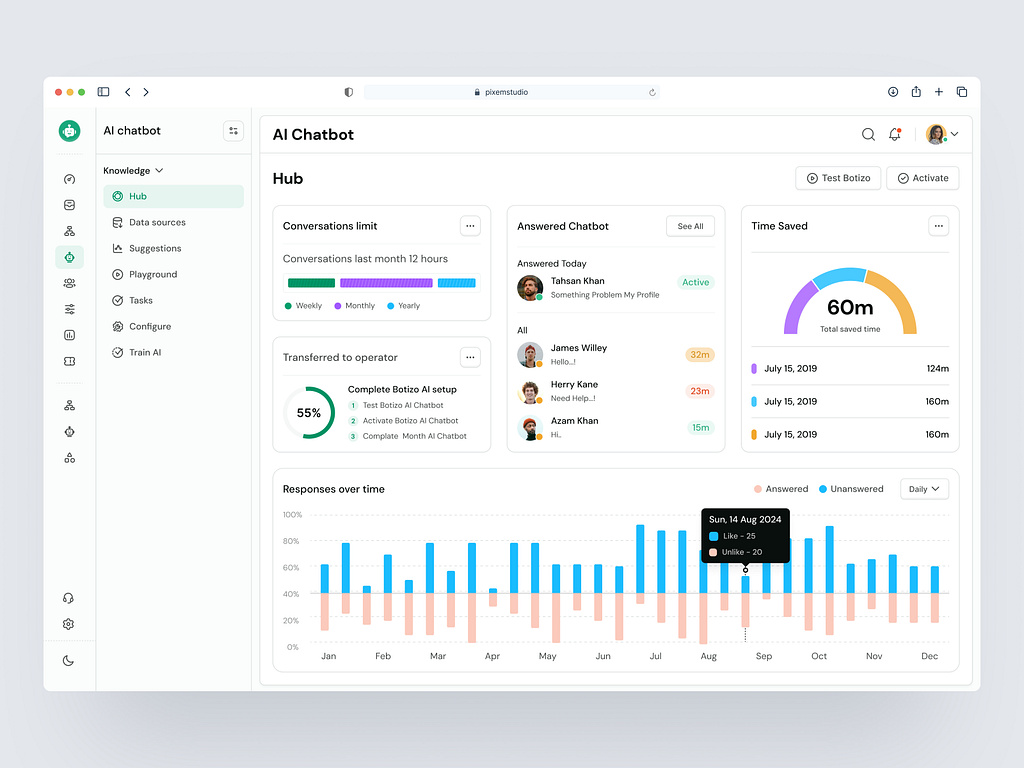 pixemstudio
AI chatbot
Knowledge
Hub
Data sources
Suggestions
Playground
Tasks
Configure
Train AI
AI Chatbot
Hub
Test Botizo
Activate
Conversations limit
Conversations last month 12 hours
Weekly
Monthly
Yearly
Transferred to operator
55%
Complete Botizo AI setup
1 Test Botizo AI Chatbot
2 Activate Botizo AI Chatbot
3 Complate Month AI Chatbot
Answered Chatbot
See All
Answered Today
Tahsan Khan
Something Problem My Profile
Active
All
James Willey
Hello...!
32m
Herry Kane
Need Help...!
23m
Azam Khan
Hi..
15m
Time Saved
60m
Total saved time
July 15, 2019 124m
July 15, 2019 160m
July 15, 2019 160m
Responses over time
Answered
Unanswered
Daily
100%
80%
60%
40%
20%
0%
Sun, 14 Aug 2024
Like - 25
Unlike - 20
Jan Feb Mar Apr May Jun Jul Aug Sep Oct Nov Dec